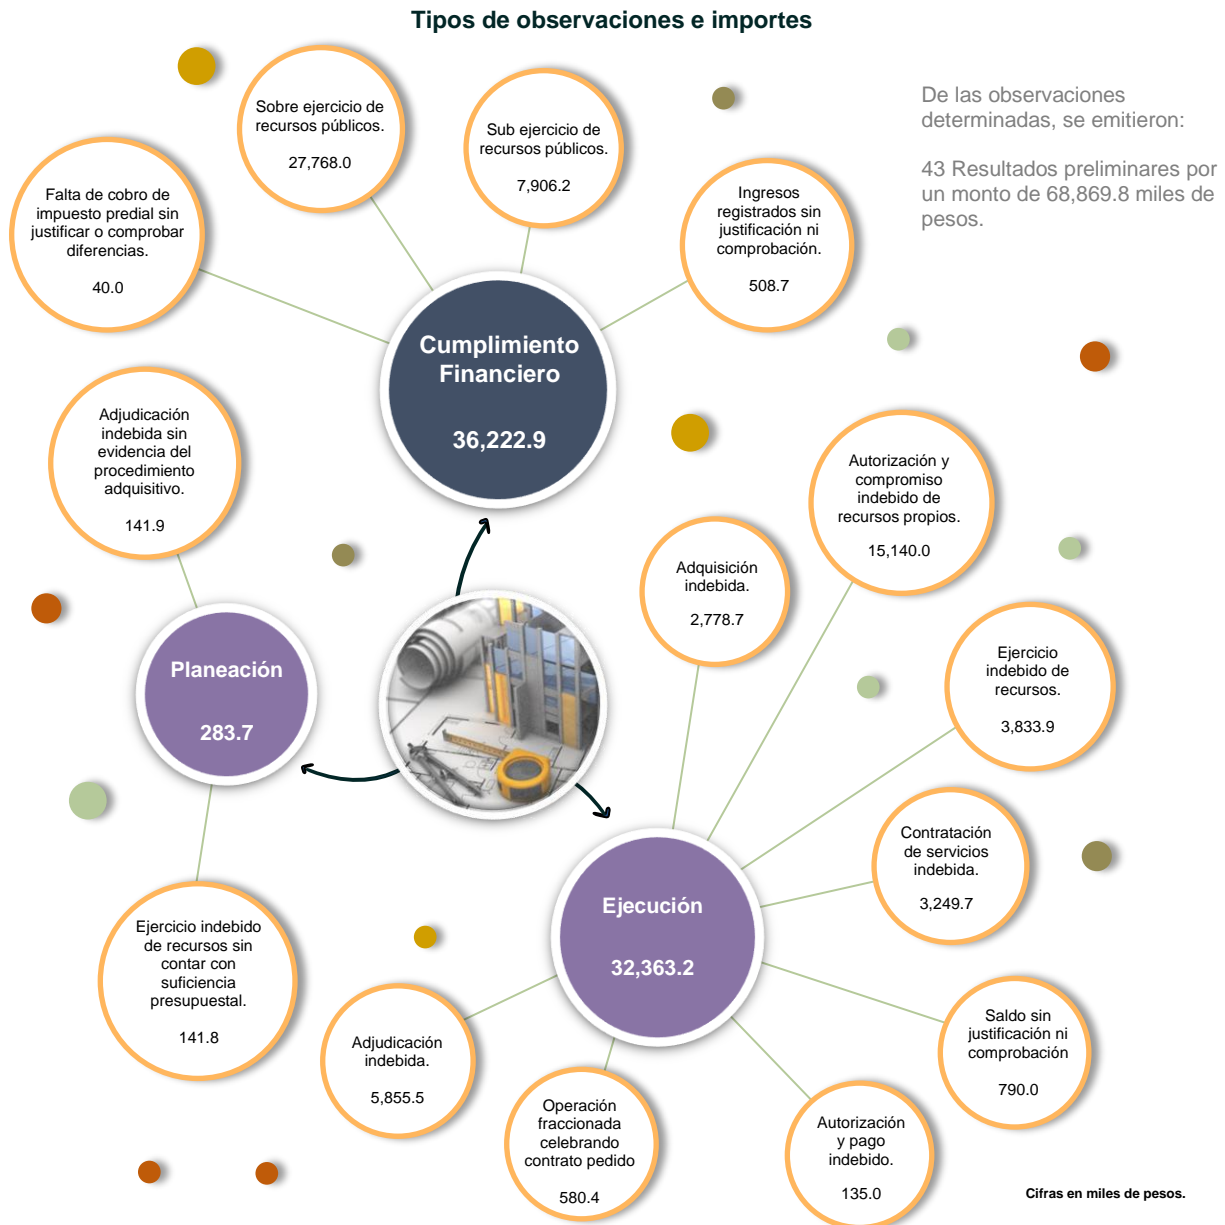 Tipos de observaciones e importes
De las observaciones
determinadas, se emitieron:
43 Resultados preliminares por
un monto de 68,869.8 miles de
pesos.
Sobre ejercicio de
recursos públicos.
27,768.0
Sub ejercicio de
recursos públicos.
7,906.2
Falta de cobro de
impuesto predial sin
justificar o comprobar
diferencias.
40.0
Ingresos
registrados sin
justificación ni
comprobación.
508.7
Cumplimiento
Financiero
36,222.9
Adjudicación
indebida sin
evidencia del
procedimiento
adquisitivo.
141.9
Planeación
283.7
Ejercicio indebido
de recursos sin
contar con
suficiencia
presupuestal.
141.8
Adquisición
indebida.
2,778.7
Autorización y
compromiso
indebido de
recursos propios.
15,140.0
Ejercicio
indebido de
recursos.
3,833.9
Contratación
de servicios
indebida.
3,249.7
Ejecución
32,363.2
Saldo sin
justificación ni
comprobación
790.0
Adjudicación
indebida.
5,855.5
Operación
fraccionada
celebrando
contrato pedido
580.4
Autorización
y pago
indebido.
135.0
Cifras en miles de pesos.